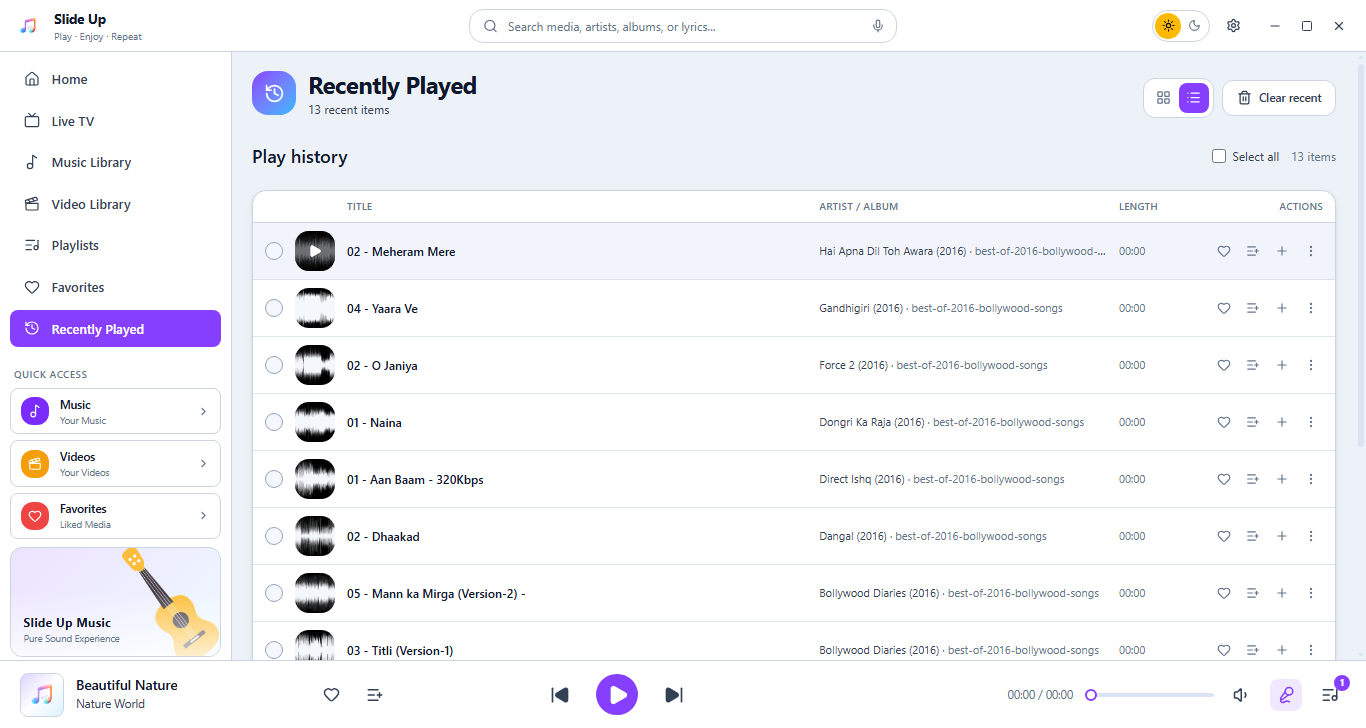 Slide Up
Play · Enjoy · Repeat
Search media, artists, albums, or lyrics...
Home
Live TV
Music Library
Video Library
Playlists
Favorites
Recently Played
QUICK ACCESS
Music
Your Music
Videos
Your Videos
Favorites
Liked Media
Slide Up Music
Pure Sound Experience
Recently Played
13 recent items
Clear recent
Play history
Select all 13 items
TITLE ARTIST / ALBUM LENGTH ACTIONS
02 - Meheram Mere Hai Apna Dil Toh Awara (2016) · best-of-2016-bollywood-... 00:00
04 - Yaara Ve Gandhigiri (2016) · best-of-2016-bollywood-songs 00:00
02 - O Janiya Force 2 (2016) · best-of-2016-bollywood-songs 00:00
01 - Naina Dongri Ka Raja (2016) · best-of-2016-bollywood-songs 00:00
01 - Aan Baam - 320Kbps Direct Ishq (2016) · best-of-2016-bollywood-songs 00:00
02 - Dhaakad Dangal (2016) · best-of-2016-bollywood-songs 00:00
05 - Mann ka Mirga (Version-2) - Bollywood Diaries (2016) · best-of-2016-bollywood-songs 00:00
03 - Titli (Version-1) Bollywood Diaries (2016) · best-of-2016-bollywood-songs 00:00
Beautiful Nature
Nature World
00:00 / 00:00
1